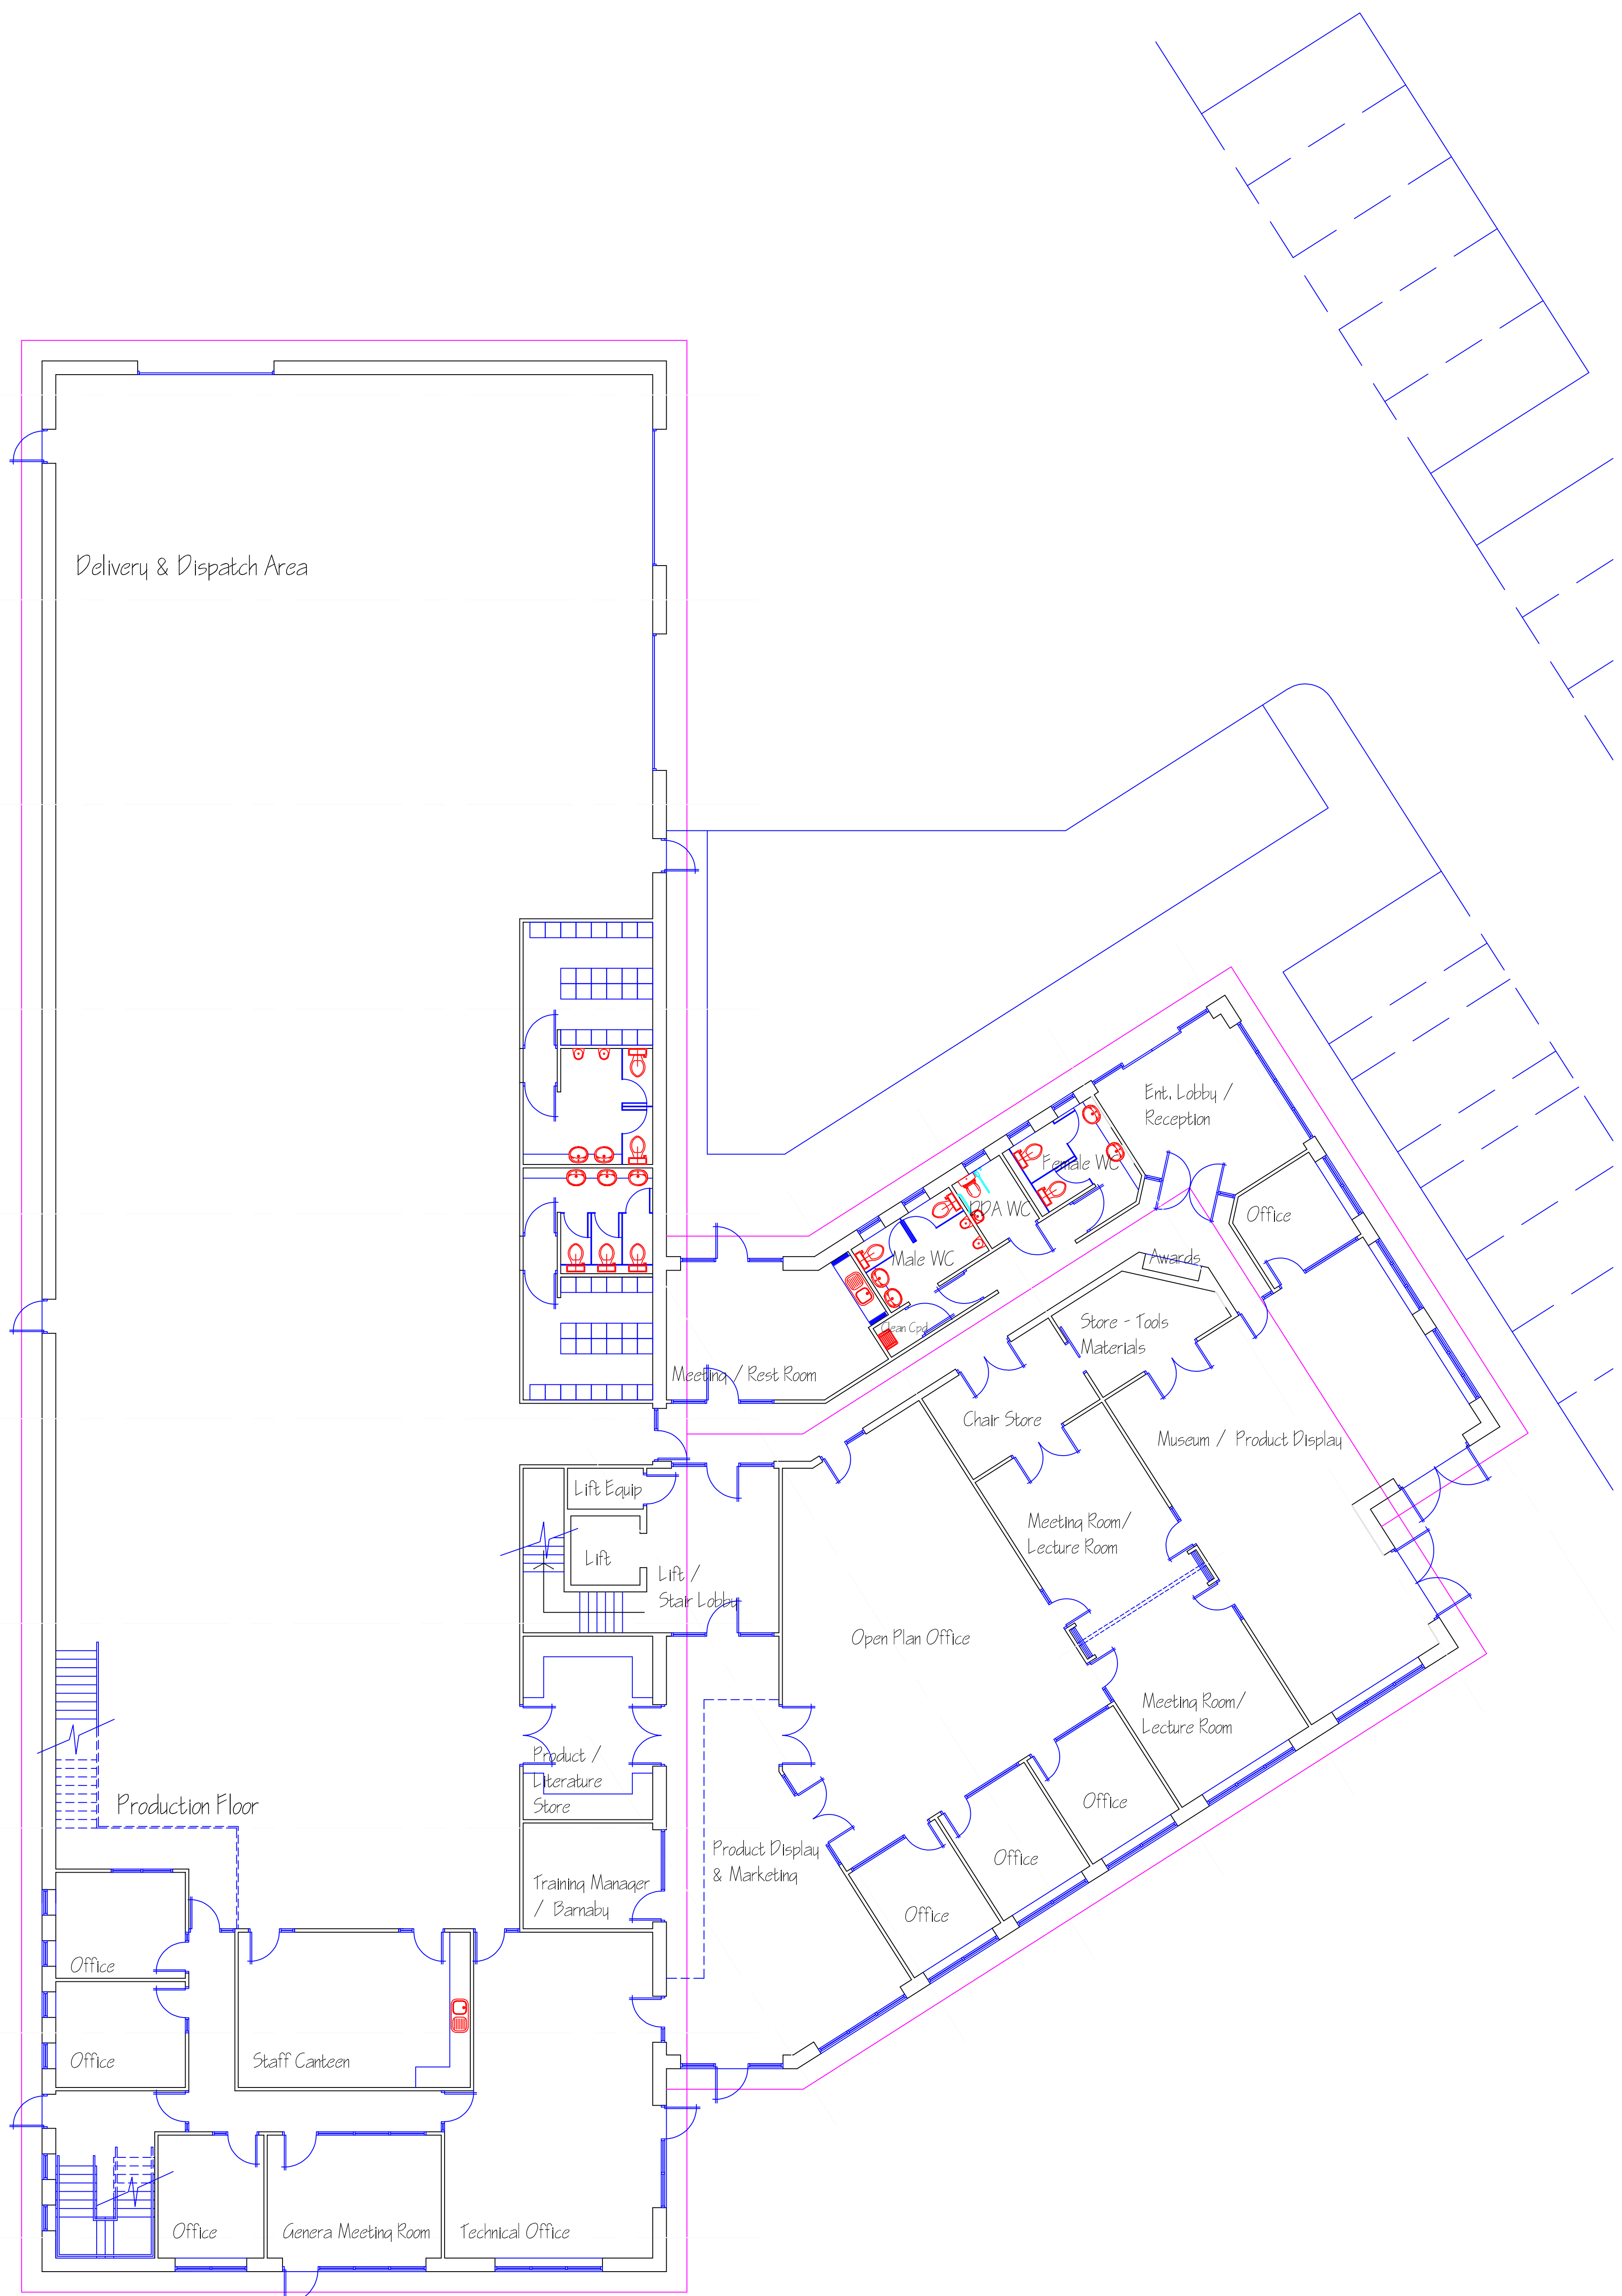 Delivery & Dispatch Area
Ent. Lobby /
Reception
Female WC
DDA WC
Office
Male WC
Awards
Clean Cpd
Store - Tools
Materials
Meeting / Rest Room
Chair Store
Museum / Product Display
Lift Equip
Meeting Room/
Lecture Room
Lift
Lift /
Stair Lobby
Open Plan Office
Meeting Room/
Lecture Room
Product /
Literature
Store
Production Floor
Office
Product Display
& Marketing
Office
Training Manager
/ Barnaby
Office
Office
Office
Staff Canteen
Office
Genera Meeting Room
Technical Office